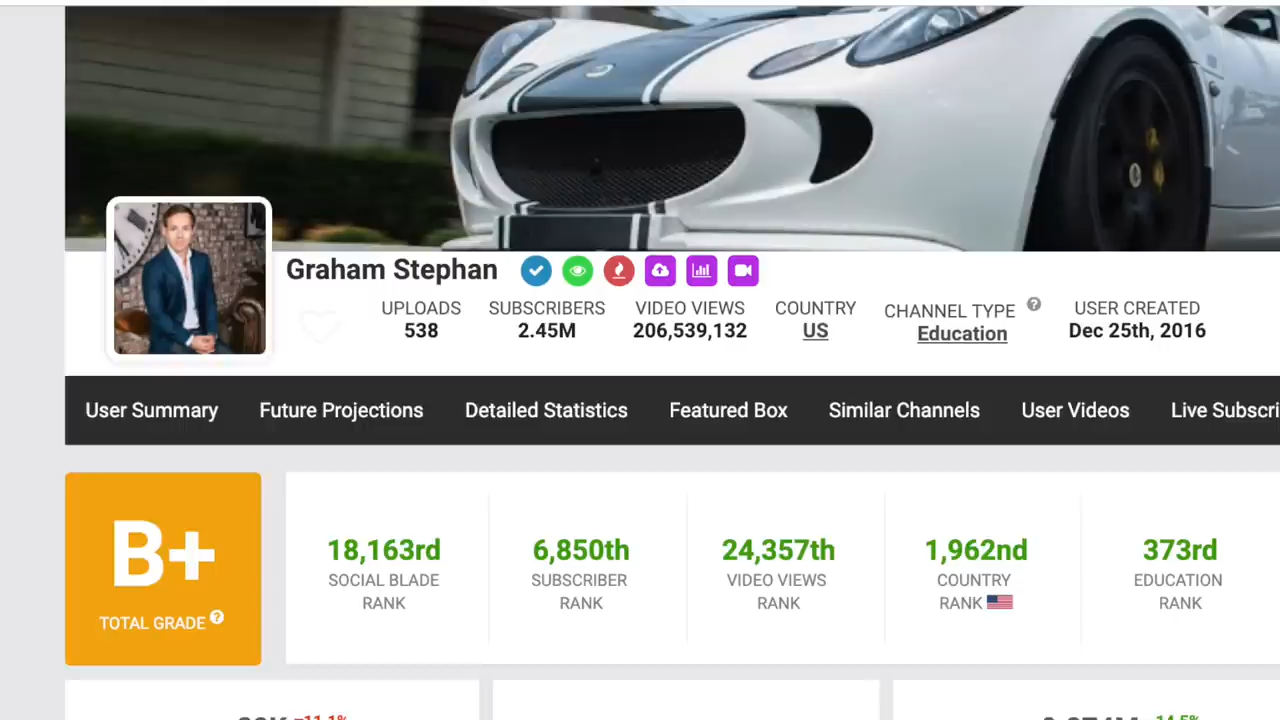 Graham Stephan
UPLOADS SUBSCRIBERS VIDEO VIEWS COUNTRY CHANNEL TYPE ? USER CREATED
538 2.45M 206,539,132 US Education Dec 25th, 2016
User Summary Future Projections Detailed Statistics Featured Box Similar Channels User Videos Live Subscri
B+
TOTAL GRADE ?
18,163rd 6,850th 24,357th 1,962nd 373rd
SOCIAL BLADE SUBSCRIBER VIDEO VIEWS COUNTRY EDUCATION
RANK RANK RANK RANK RANK